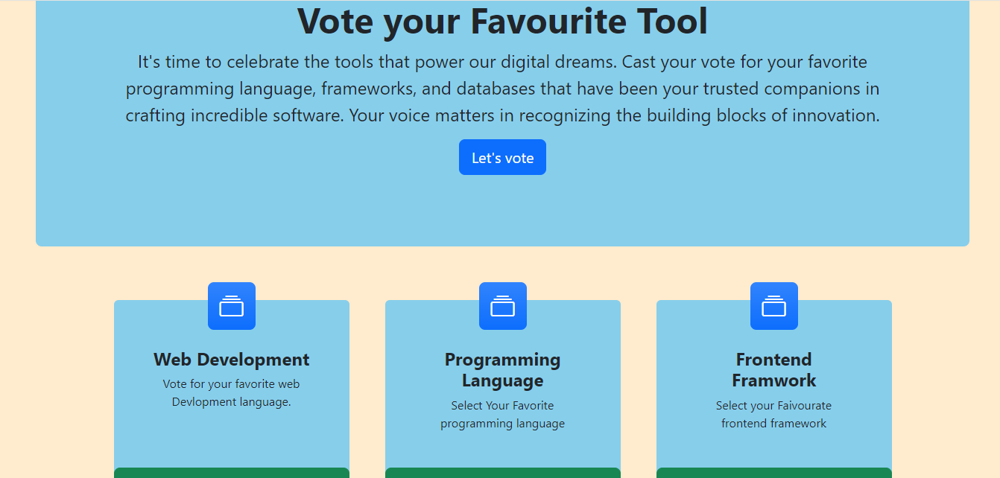 Vote your Favourite Tool
It's time to celebrate the tools that power our digital dreams. Cast your vote for your favorite
programming language, frameworks, and databases that have been your trusted companions in
crafting incredible software. Your voice matters in recognizing the building blocks of innovation.
Let's vote
Web Development
Vote for your favorite web
Devlopment language.
Programming
Language
Select Your Favorite
programming language
Frontend
Framwork
Select your Faivourate
frontend framework